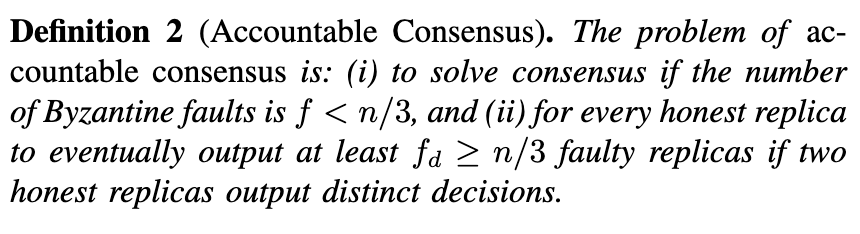 Definition 2 (Accountable Consensus). The problem of ac-
countable consensus is: (i) to solve consensus if the number
of Byzantine faults is f < n/3, and (ii) for every honest replica
to eventually output at least f_d ≥ n/3 faulty replicas if two
honest replicas output distinct decisions.